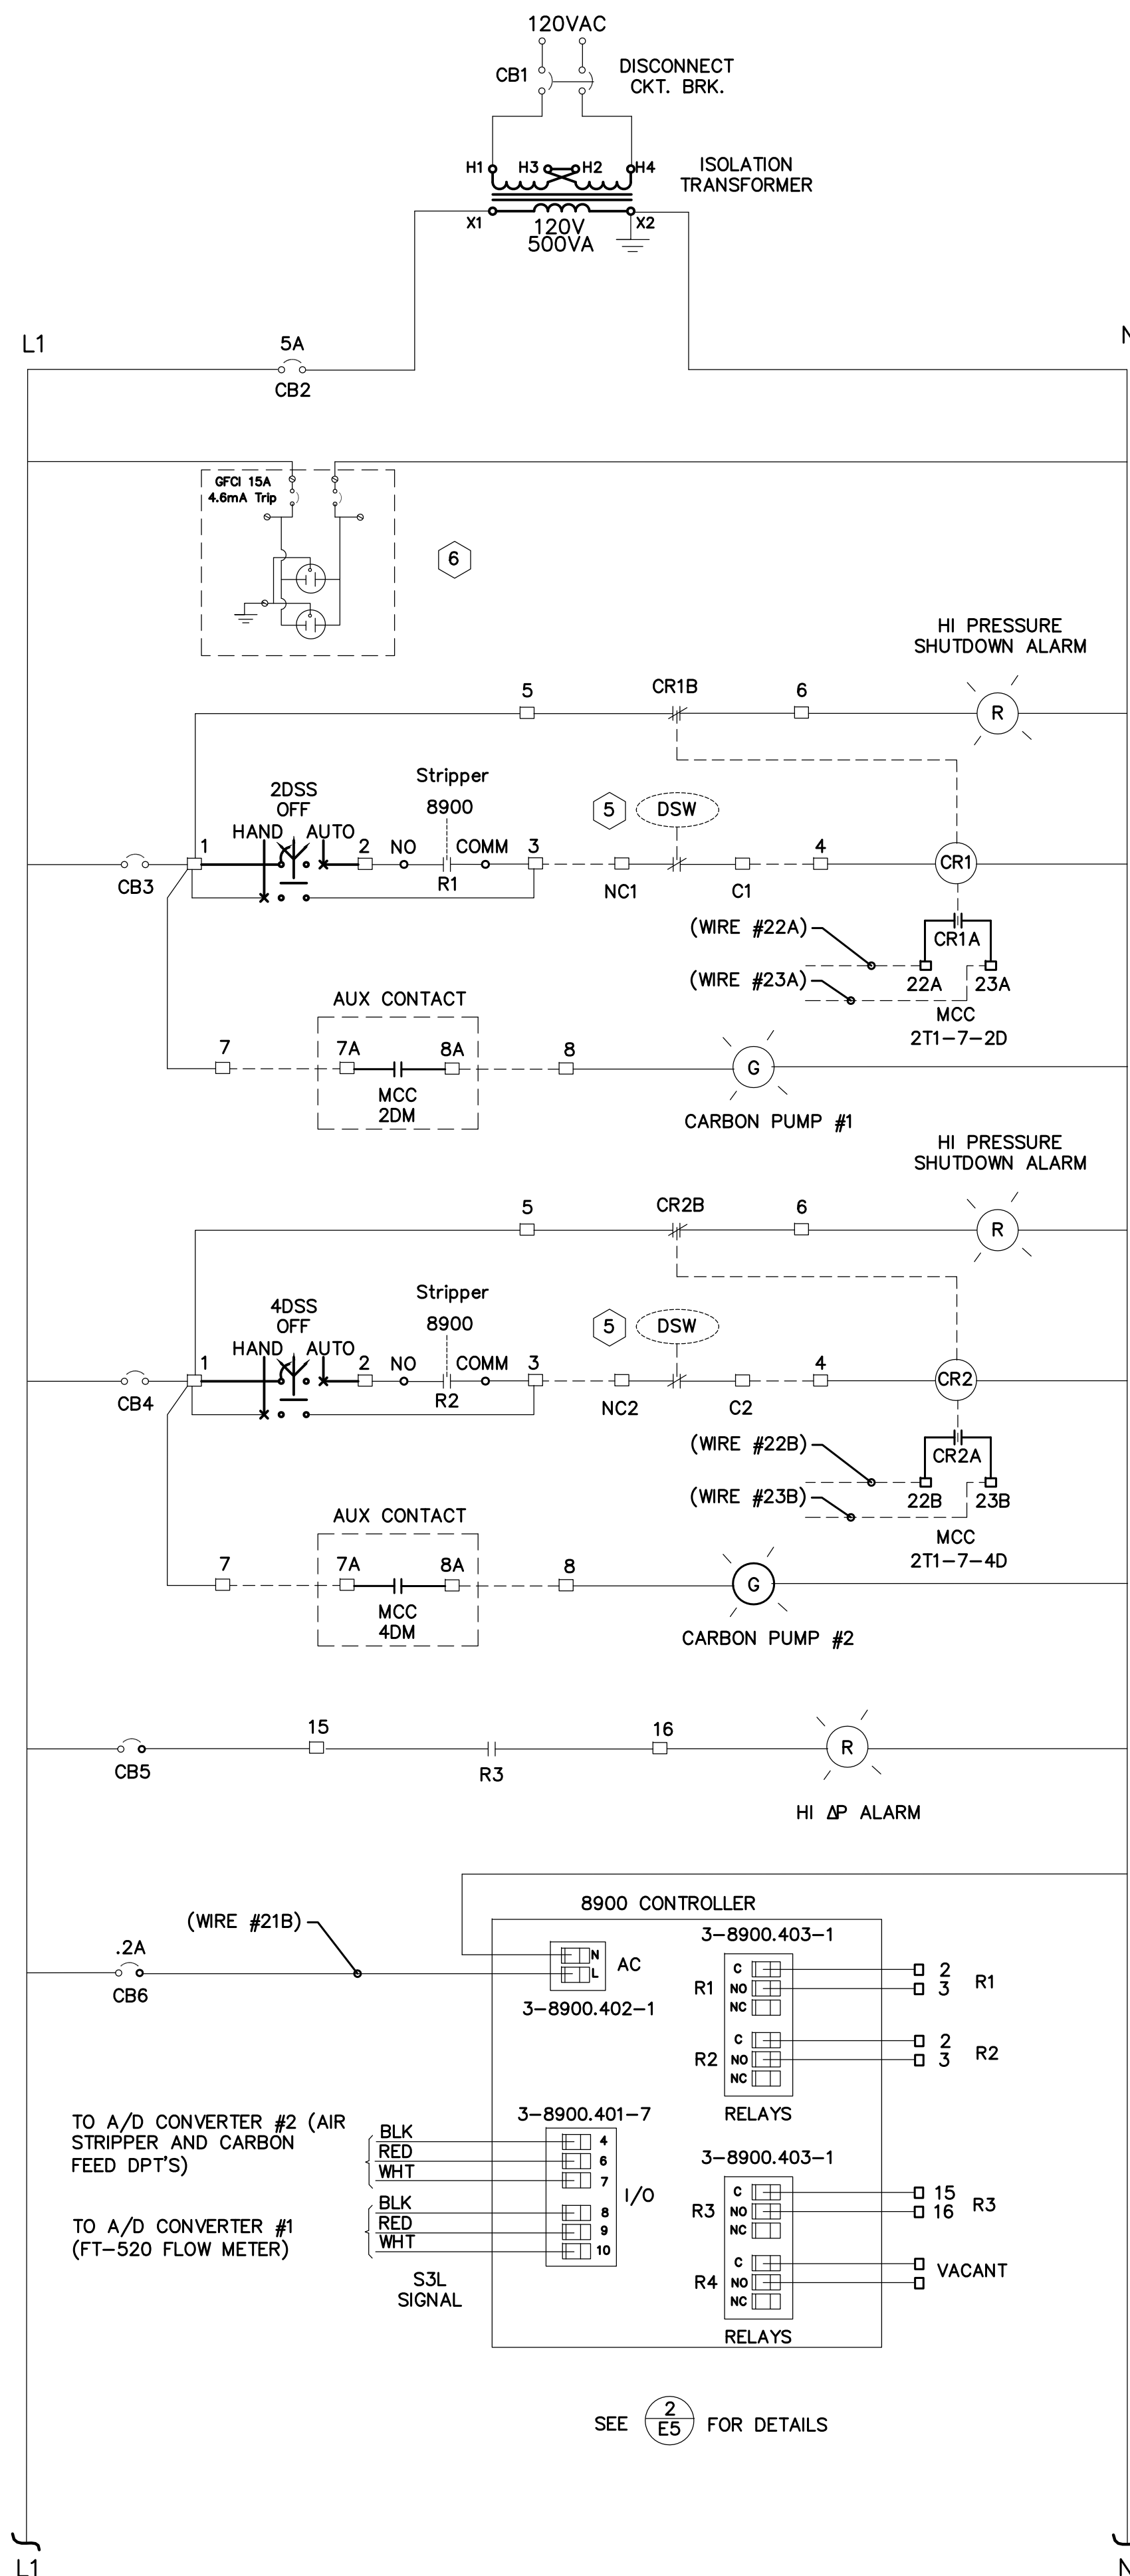 120VAC
CB1
DISCONNECT
CKT. BRK.
H1 H3 H2 H4
ISOLATION
TRANSFORMER
X1 X2
120V
500VA
L1
5A
CB2
GFCI 15A
4.6mA Trip
6
HI PRESSURE
SHUTDOWN ALARM
5 CR1B 6
R
2DSS
OFF
HAND AUTO
Stripper
8900
5 DSW
1 2 NO COMM 3 4
CB3 R1 NC1 C1 CR1
(WIRE #22A)
CR1A
(WIRE #23A)
22A 23A
MCC
2T1-7-2D
AUX CONTACT
7 7A 8A 8
G
MCC
2DM
CARBON PUMP #1
HI PRESSURE
SHUTDOWN ALARM
5 CR2B 6
R
4DSS
OFF
HAND AUTO
Stripper
8900
5 DSW
1 2 NO COMM 3 4
CB4 R2 NC2 C2 CR2
(WIRE #22B)
CR2A
(WIRE #23B)
22B 23B
MCC
2T1-7-4D
AUX CONTACT
7 7A 8A 8
G
MCC
4DM
CARBON PUMP #2
15 16
R
CB5 R3
HI ΔP ALARM
8900 CONTROLLER
(WIRE #21B)
3-8900.403-1
.2A
N
L
AC
CB6
3-8900.402-1
R1
C
NO
NC
2
3
R1
R2
C
NO
NC
2
3
R2
RELAYS
3-8900.401-7
TO A/D CONVERTER #2 (AIR
STRIPPER AND CARBON
FEED DPT'S)
BLK 4
RED 6
WHT 7
I/O
BLK 8
RED 9
WHT 10
TO A/D CONVERTER #1
(FT-520 FLOW METER)
S3L
SIGNAL
3-8900.403-1
R3
C
NO
NC
15
16
R3
R4
C
NO
NC
VACANT
RELAYS
SEE 2 FOR DETAILS
E5
L1